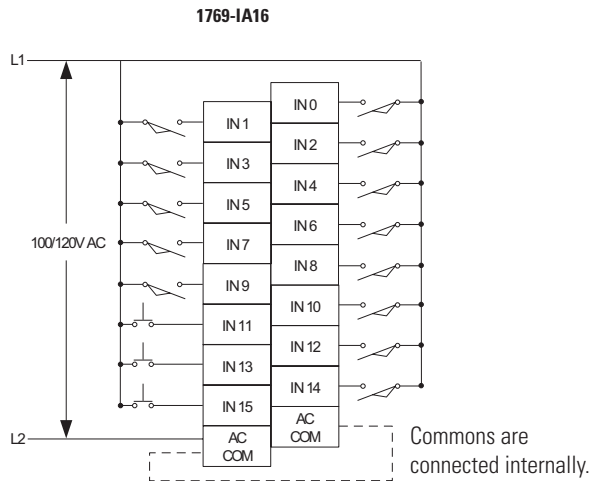 1769-IA16
L1
IN 0
IN 1
IN 2
IN 3
IN 4
IN 5
IN 6
100/120V AC
IN 7
IN 8
IN 9
IN 10
IN 11
IN 12
IN 13
IN 14
IN 15
AC
COM
L2
AC
COM
Commons are
connected internally.